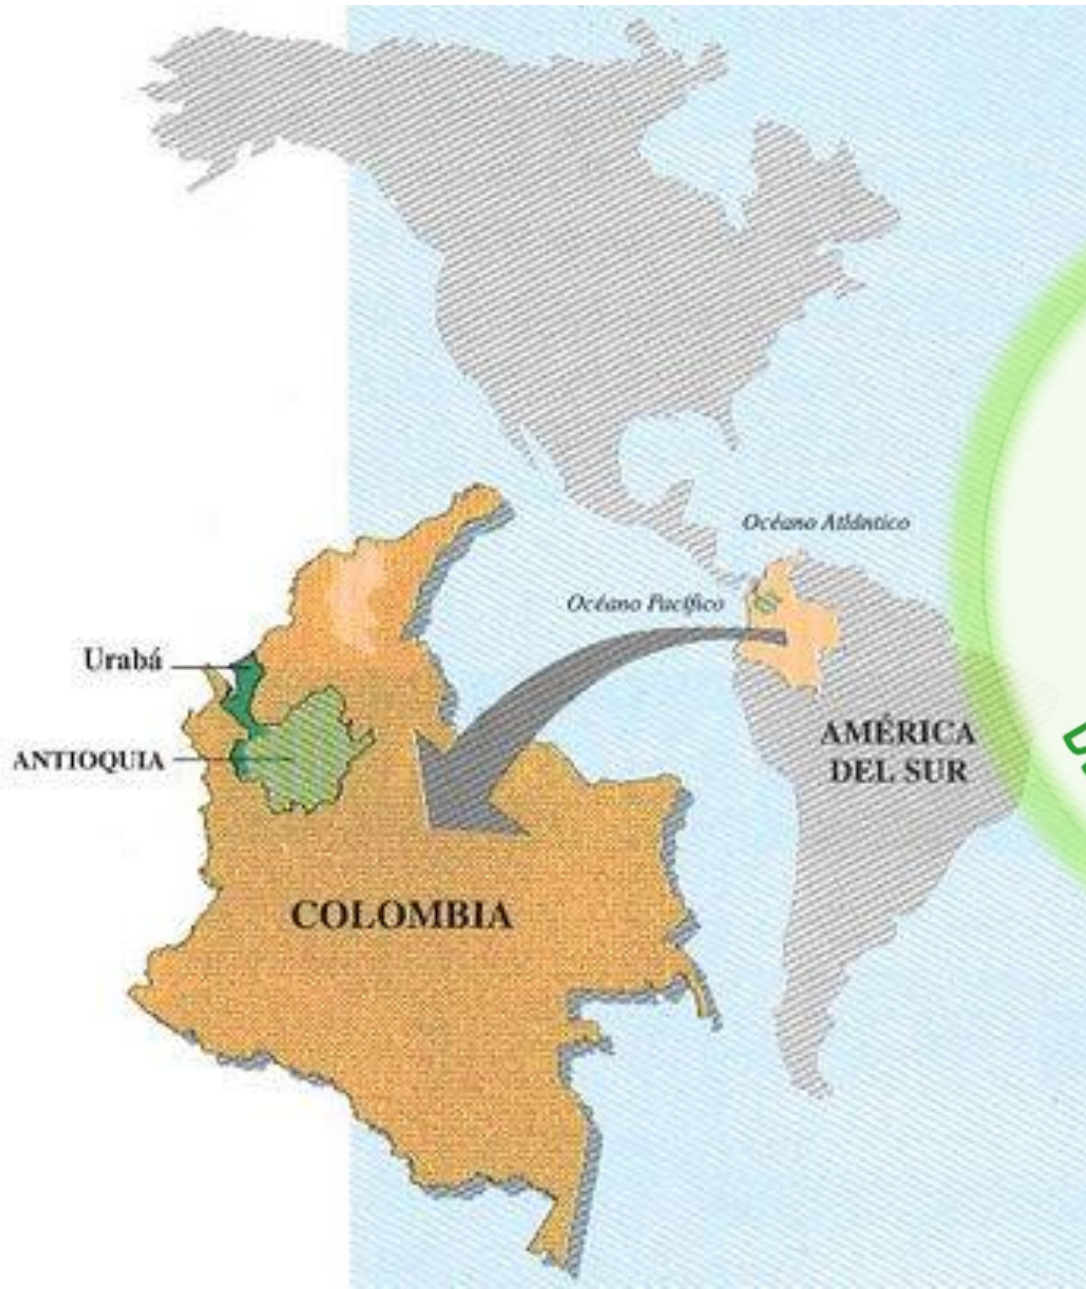 Océano Atlántico
Océano Pacífico
Urabá
ANTIOQUIA
AMÉRICA
DEL SUR
COLOMBIA